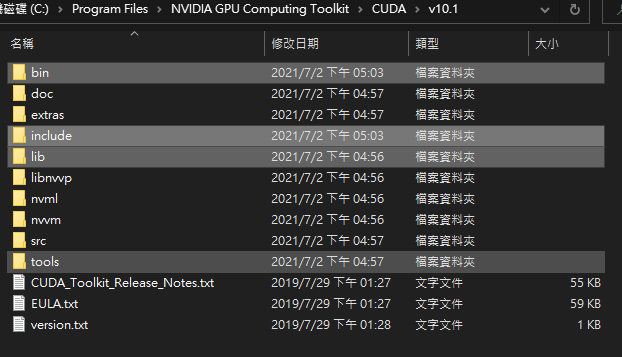 磁碟 (C:) > Program Files > NVIDIA GPU Computing Toolkit > CUDA > v10.1
名稱 修改日期 類型 大小
bin 2021/7/2 下午 05:03 檔案資料夾
doc 2021/7/2 下午 04:57 檔案資料夾
extras 2021/7/2 下午 04:57 檔案資料夾
include 2021/7/2 下午 05:03 檔案資料夾
lib 2021/7/2 下午 04:56 檔案資料夾
libnvvp 2021/7/2 下午 04:57 檔案資料夾
nvml 2021/7/2 下午 04:56 檔案資料夾
nvvm 2021/7/2 下午 04:56 檔案資料夾
src 2021/7/2 下午 04:57 檔案資料夾
tools 2021/7/2 下午 04:57 檔案資料夾
CUDA_Toolkit_Release_Notes.txt 2019/7/29 下午 01:27 文字文件 55 KB
EULA.txt 2019/7/29 下午 01:27 文字文件 59 KB
version.txt 2019/7/29 下午 01:28 文字文件 1 KB